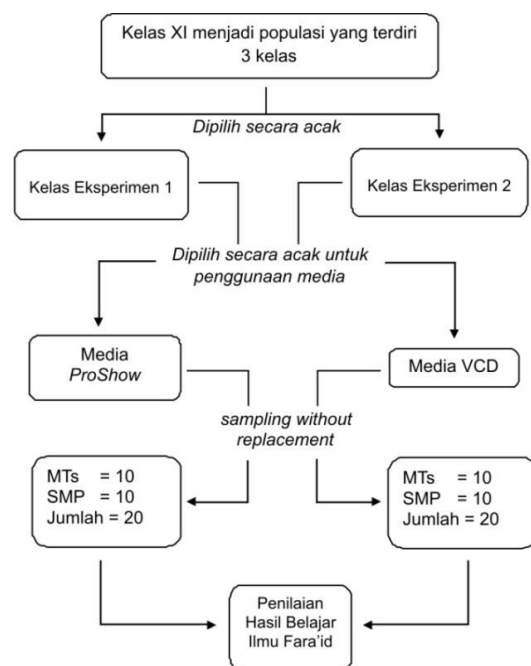 Kelas XI menjadi populasi yang terdiri
3 kelas
Dipilih secara acak
Kelas Eksperimen 1
Kelas Eksperimen 2
Dipilih secara acak untuk
penggunaan media
Media
ProShow
Media VCD
sampling without
replacement
MTs = 10
SMP = 10
Jumlah = 20
MTs = 10
SMP = 10
Jumlah = 20
Penilaian
Hasil Belajar
Ilmu Fara'id